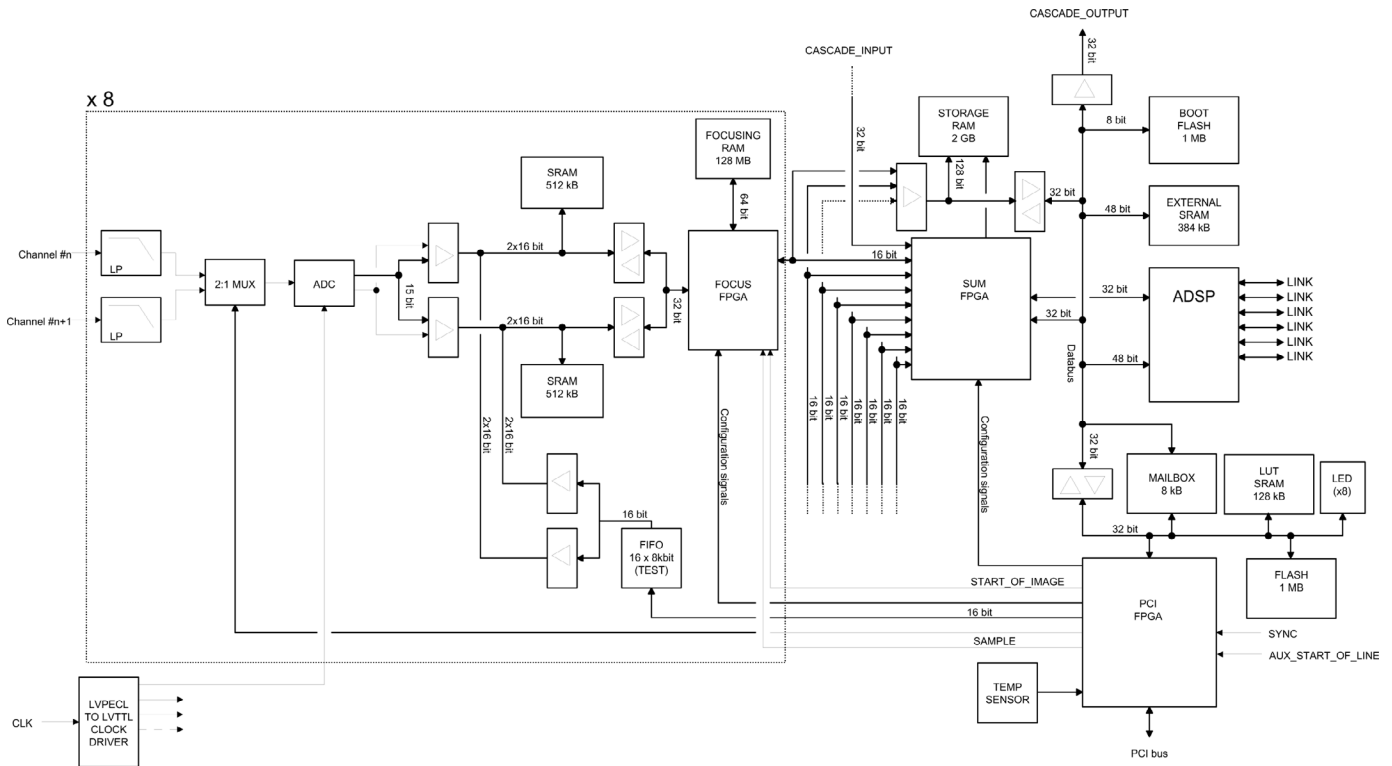 CASCADE_OUTPUT
32 bit
CASCADE_INPUT
32 bit
x 8
STORAGE
RAM
2 GB
128 bit
8 bit
BOOT
FLASH
1 MB
FOCUSING
RAM
128 MB
64 bit
SRAM
512 kB
32 bit
48 bit
EXTERNAL
SRAM
384 kB
Channel #n
LP
2x16 bit
2:1 MUX
ADC
15 bit
FOCUS
FPGA
32 bit
16 bit
SUM
FPGA
32 bit
32 bit
ADSP
LINK
LINK
LINK
LINK
LINK
LINK
Channel #n+1
LP
2x16 bit
SRAM
512 kB
Databus
48 bit
2x16 bit
2x16 bit
Configuration signals
16 bit
16 bit
16 bit
16 bit
16 bit
16 bit
16 bit
Configuration signals
32 bit
MAILBOX
8 kB
LUT
SRAM
128 kB
LED
(x8)
16 bit
FIFO
16 x 8kbit
(TEST)
32 bit
FLASH
1 MB
START_OF_IMAGE
PCI
FPGA
16 bit
SAMPLE
SYNC
AUX_START_OF_LINE
TEMP
SENSOR
CLK
LVPECL
TO LVTTL
CLOCK
DRIVER
PCI bus